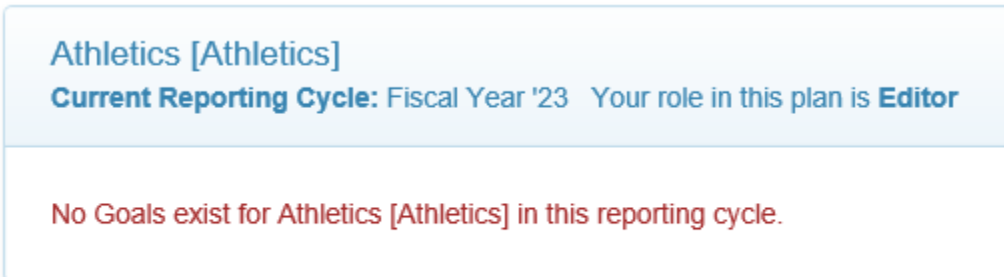 Athletics [Athletics]
Current Reporting Cycle: Fiscal Year '23 Your role in this plan is Editor
No Goals exist for Athletics [Athletics] in this reporting cycle.